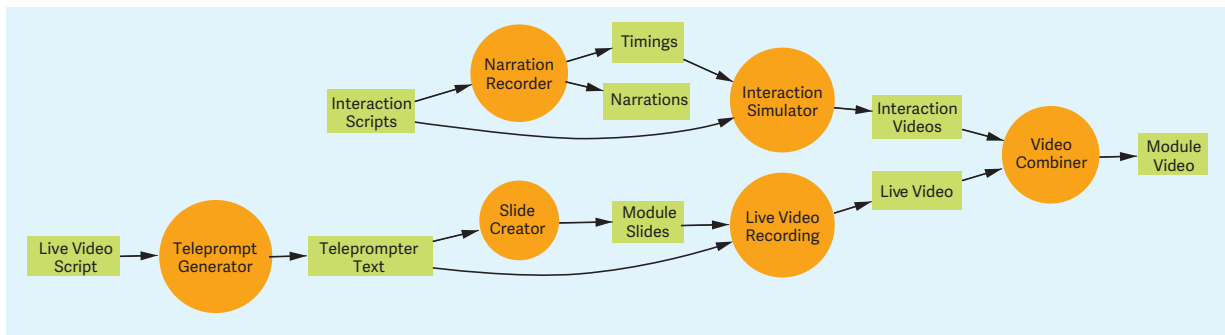 Timings
Narration
Recorder
Narrations
Interaction
Scripts
Interaction
Simulator
Interaction
Videos
Video
Combiner
Module
Video
Slide
Creator
Module
Slides
Live Video
Recording
Live Video
Live Video
Script
Teleprompt
Generator
Teleprompter
Text